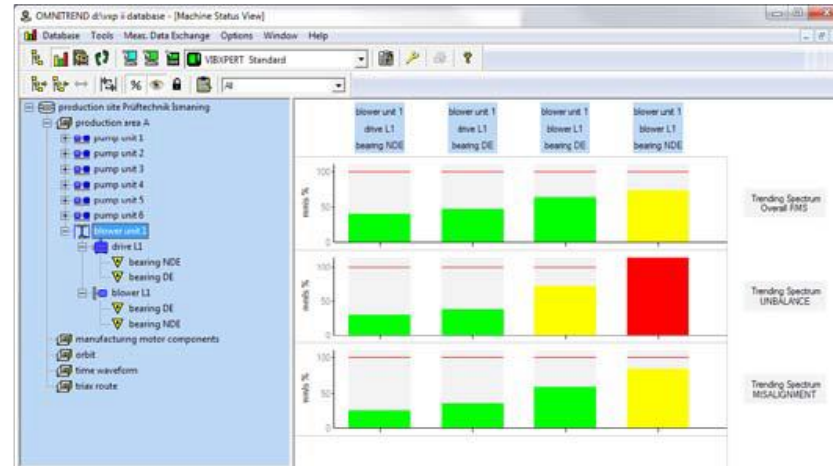 OMNITREND d:\vxp ii database - [Machine Status View]
Database Tools Meas. Data Exchange Options Window Help
VIBXPERT Standard
%
All
production site Prüftechnik Ismaning
production area A
pump unit 1
pump unit 2
pump unit 3
pump unit 4
pump unit 5
pump unit 6
blower unit 1
drive L1
bearing NDE
bearing DE
blower L1
bearing DE
bearing NDE
manufacturing motor components
orbit
time waveform
triax route
blower unit 1 blower unit 1 blower unit 1 blower unit 1
drive L1 drive L1 blower L1 blower L1
bearing NDE bearing DE bearing DE bearing NDE
100
mm/s %
50
0
Trending Spectrum
Overall RMS
100
mm/s %
50
0
Trending Spectrum
UNBALANCE
100
mm/s %
50
0
Trending Spectrum
MISALIGNMENT